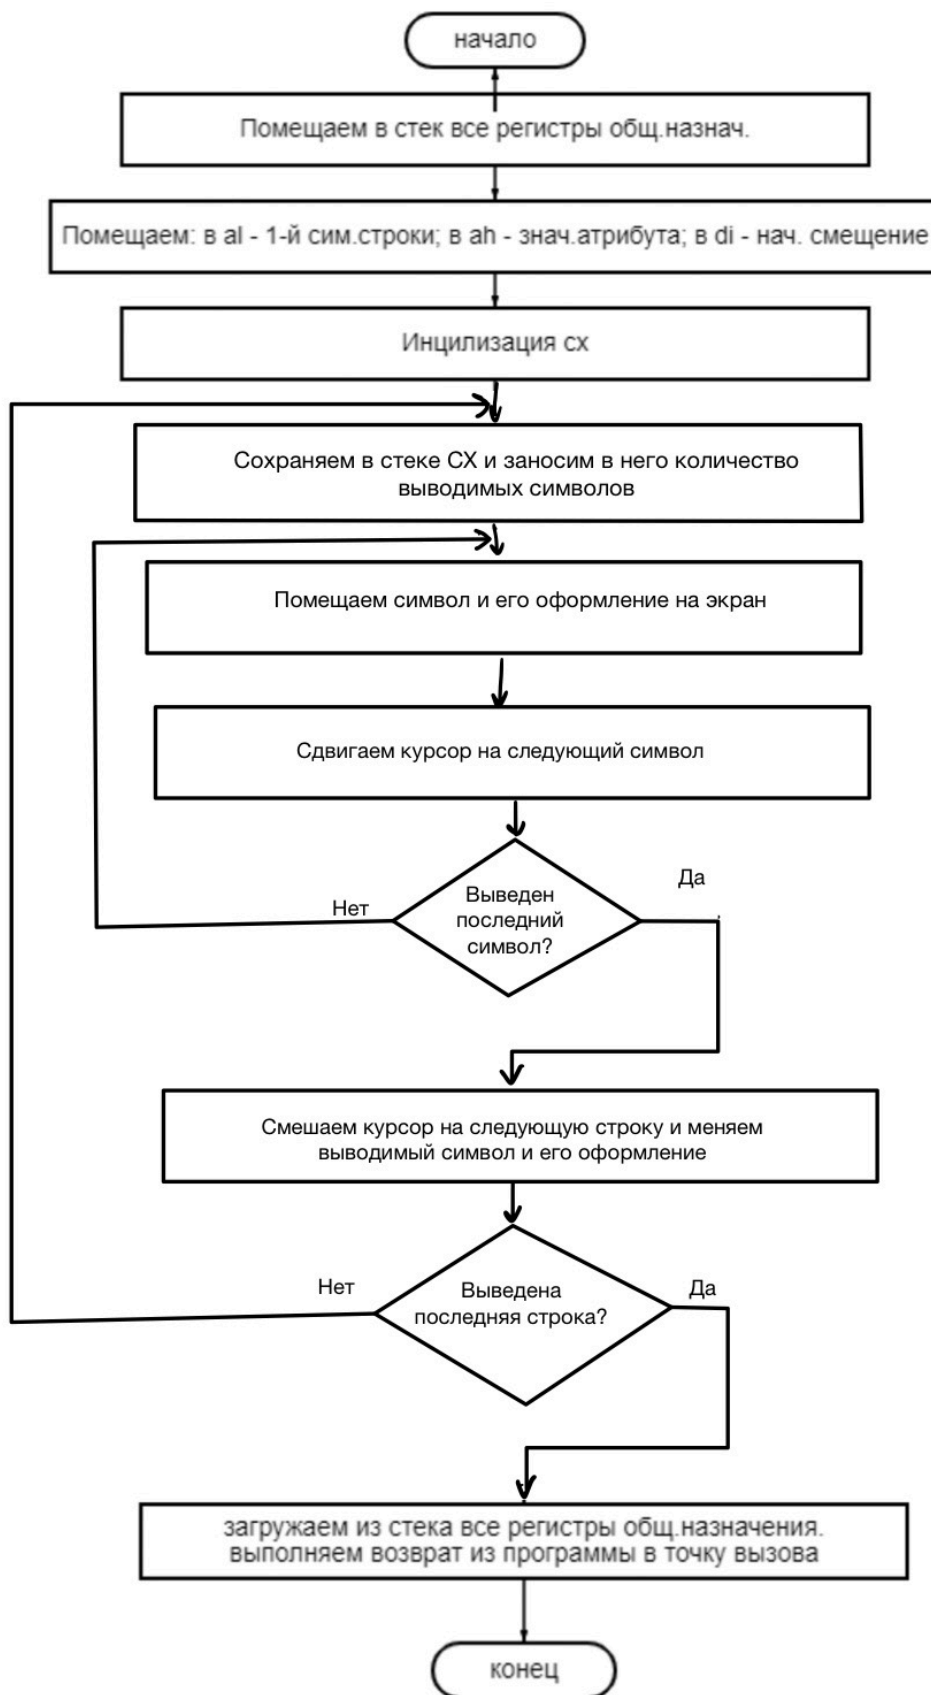 начало
Помещаем в стек все регистры общ.назнач.
Помещаем: в al - 1-й сим.строки; в ah - знач.атрибута; в di - нач. смещение
Инцилизация cx
Сохраняем в стеке CX и заносим в него количество
выводимых символов
Помещаем символ и его оформление на экран
Сдвигаем курсор на следующий символ
Да
Нет
Выведен
последний
символ?
Смешаем курсор на следующую строку и меняем
выводимый символ и его оформление
Нет
Да
Выведена
последняя строка?
загружаем из стека все регистры общ.назначения.
выполняем возврат из программы в точку вызова
конец